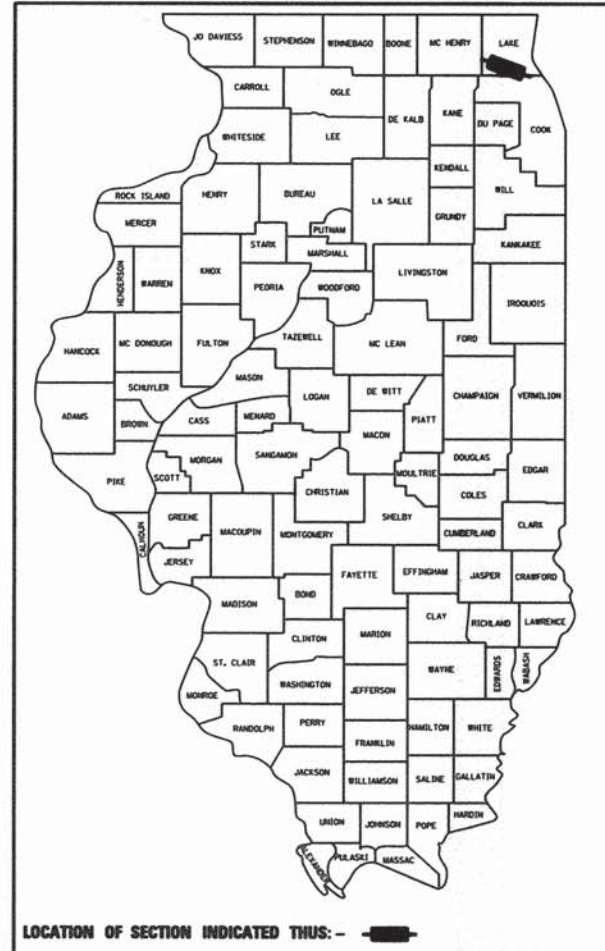 JO DAVIESS STEPHENSON WINNEBAGO BOONE MC HENRY LAKE
CARROLL OGLE DE KALB KANE DU PAGE COOK
WHITESIDE LEE KENDALL WILL
ROCK ISLAND HENRY BUREAU LA SALLE GRUNDY
MERCER PUTNAM KANKAKEE
STARK MARSHALL LIVINGSTON
HENDERSON WARREN KNOX PEORIA WOODFORD IROQUOIS
HANCOCK MC DONOUGH FULTON TAZEWELL MC LEAN FORD
SCHUYLER MASON LOGAN DE WITT CHAMPAIGN VERMILION
ADAMS BROWN CASS MENARD MACON PIATT
MORGAN SANGAMON DOUGLAS EDGAR
PIKE SCOTT CHRISTIAN MOULTRIE COLES
CALHOUN GREENE MACOUPIN MONTGOMERY SHELBY CUMBERLAND CLARK
JERSEY FAYETTE EFFINGHAM JASPER CRAWFORD
MADISON BOND CLAY RICHLAND LAWRENCE
CLINTON MARION
ST. CLAIR WAYNE EDWARDS WABASH
MONROE WASHINGTON JEFFERSON
RANDOLPH PERRY HAMILTON WHITE
FRANKLIN
JACKSON WILLIAMSON SALINE GALLATIN
UNION JOHNSON POPE HARDIN
ALEXANDER PULASKI MASSAC
LOCATION OF SECTION INDICATED THUS: -